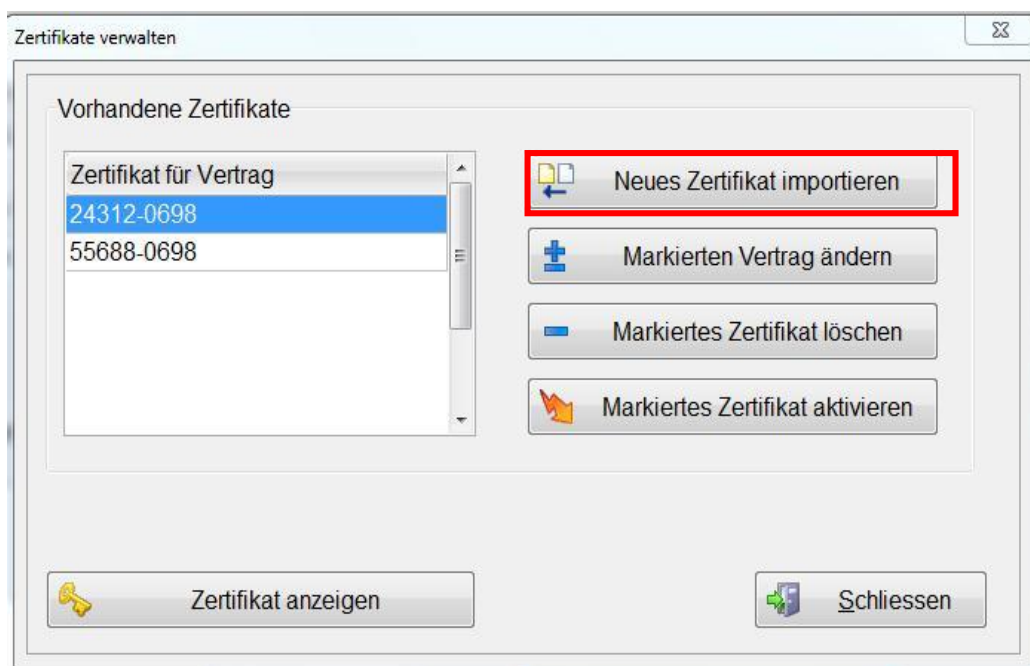 Zertifikate verwalten
Vorhandene Zertifikate
Zertifikat für Vertrag
24312-0698
55688-0698
Neues Zertifikat importieren
Markierten Vertrag ändern
Markiertes Zertifikat löschen
Markiertes Zertifikat aktivieren
Zertifikat anzeigen
Schliessen